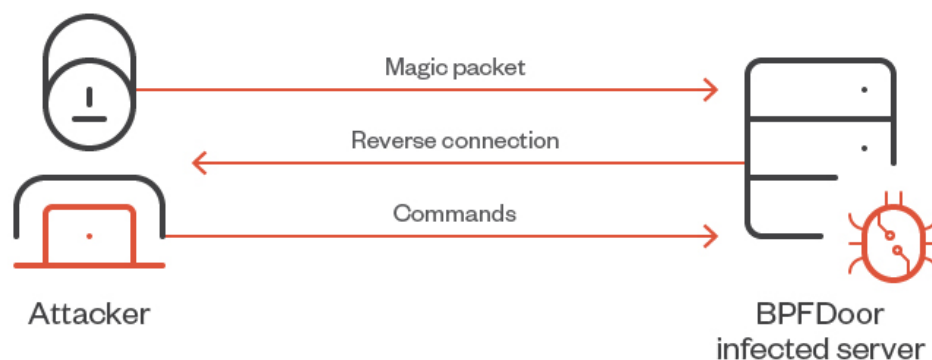 Magic packet
Reverse connection
Commands
Attacker
BPFDoor
infected server